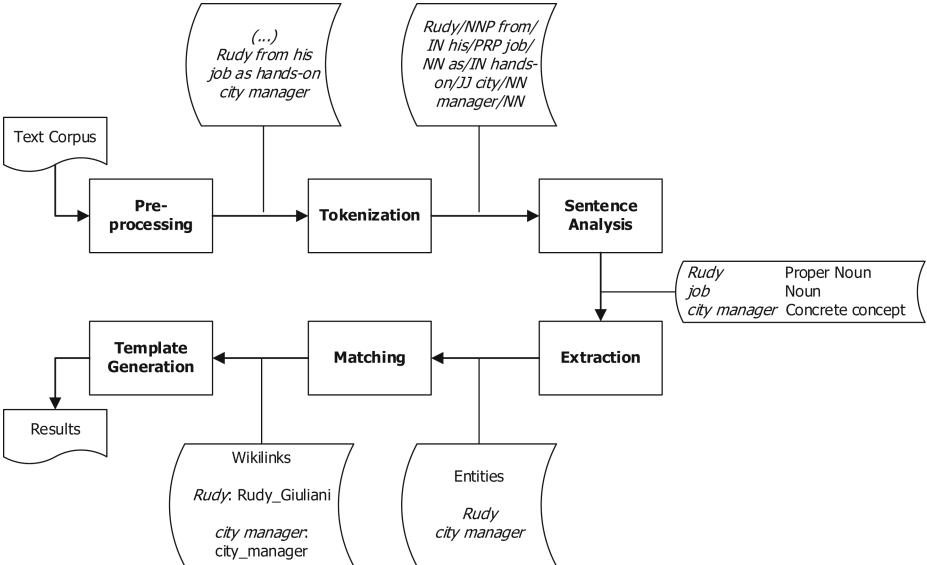 (...)
Rudy from his
job as hands-on
city manager
Rudy/NNP from/
IN his/PRP job/
NN as/IN hands-
on/JJ city/NN
manager/NN
Text Corpus
Pre-
processing
Tokenization
Sentence
Analysis
Rudy Proper Noun
job Noun
city manager Concrete concept
Extraction
Matching
Template
Generation
Results
Entities
Rudy
city manager
Wikilinks
Rudy: Rudy_Giuliani
city manager:
city_manager